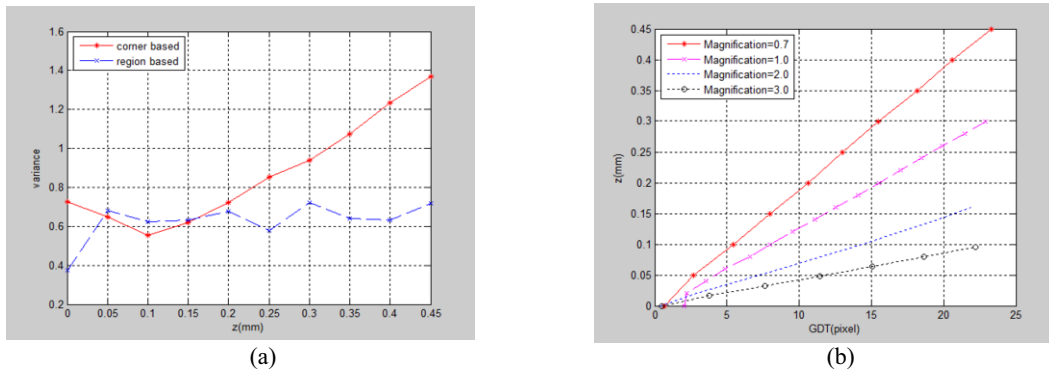 1.6
1.4
1.2
1
0.8
0.6
0.4
0.2
variance
corner based
region based
0 0.05 0.1 0.15 0.2 0.25 0.3 0.35 0.4 0.45
z(mm)
(a)
0.45
0.4
0.35
0.3
0.25
0.2
0.15
0.1
0.05
0
z(mm)
Magnification=0.7
Magnification=1.0
Magnification=2.0
Magnification=3.0
0 5 10 15 20 25
GDT(pixel)
(b)